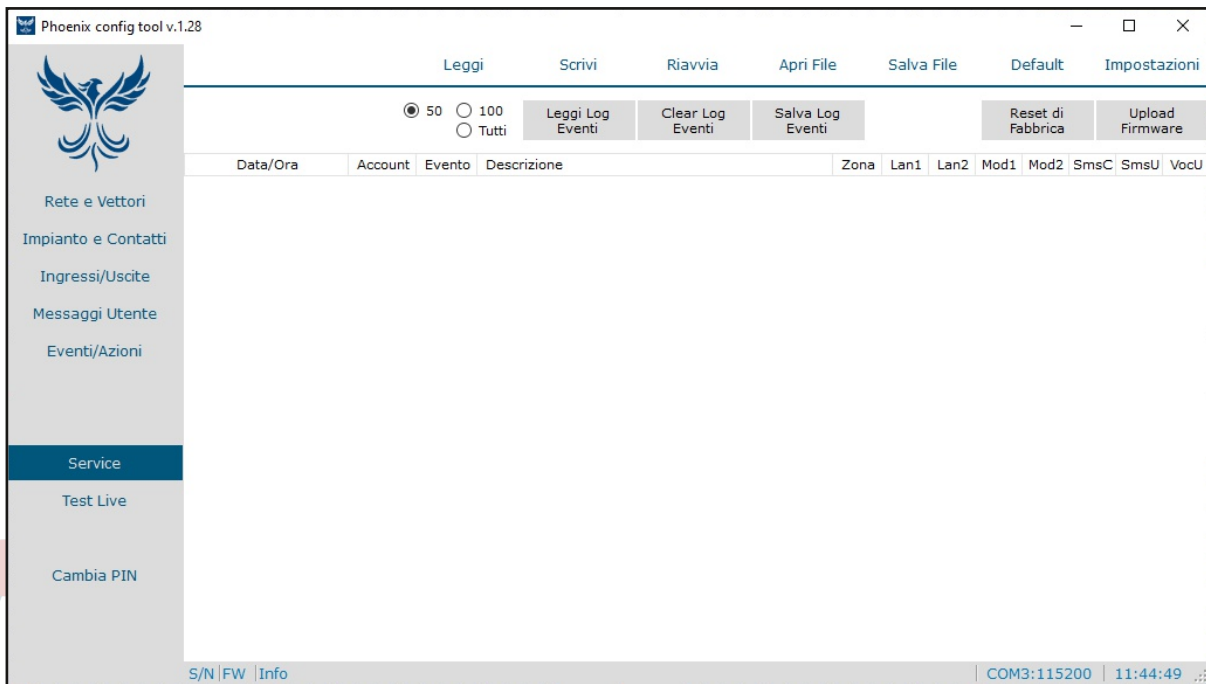 Phoenix config tool v.1.28
Leggi Scrivi Riavvia Apri File Salva File Default Impostazioni
50 100
Tutti
Leggi Log
Eventi
Clear Log
Eventi
Salva Log
Eventi
Reset di
Fabbrica
Upload
Firmware
Data/Ora Account Evento Descrizione Zona Lan1 Lan2 Mod1 Mod2 SmsC SmsU VocU
Rete e Vettori
Impianto e Contatti
Ingressi/Uscite
Messaggi Utente
Eventi/Azioni
Service
Test Live
Cambia PIN
S/N FW Info COM3:115200 11:44:49